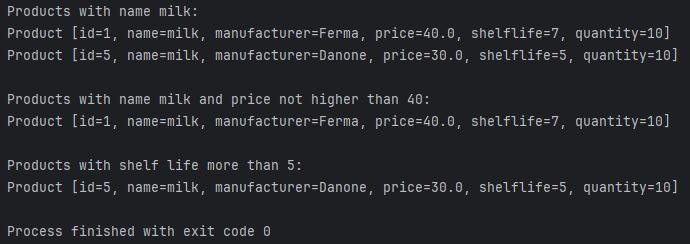 Products with name milk:
Product [id=1, name=milk, manufacturer=Ferma, price=40.0, shelflife=7, quantity=10]
Product [id=5, name=milk, manufacturer=Danone, price=30.0, shelflife=5, quantity=10]
Products with name milk and price not higher than 40:
Product [id=1, name=milk, manufacturer=Ferma, price=40.0, shelflife=7, quantity=10]
Products with shelf life more than 5:
Product [id=5, name=milk, manufacturer=Danone, price=30.0, shelflife=5, quantity=10]
Process finished with exit code 0